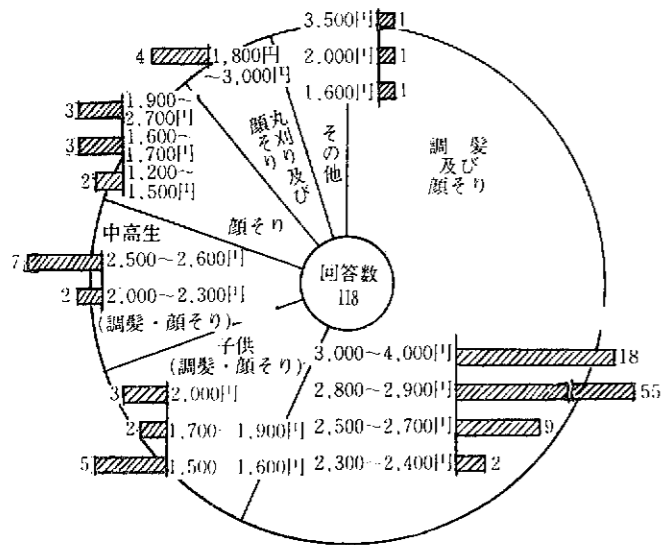 3.500円 1
2.000円 1
1.600円 1
その他
調髪
及び
顔そり
4 1,800円
～3,000円
丸刈り及び
顔そり
3 1.900～
2.700円
3 1.600～
1.700円
2 1.200～
1.500円
顔そり
中高生
7 2,500～2,600円
2 2,000～2,300円
(調髪・顔そり)
子供
(調髪・顔そり)
3 2,000円
2 1,700 1,900円
5 1,500 1,600円
回答数
118
3,000～4,000円 18
2,800～2,900円 55
2,500～2,700円 9
2,300～2,400円 2